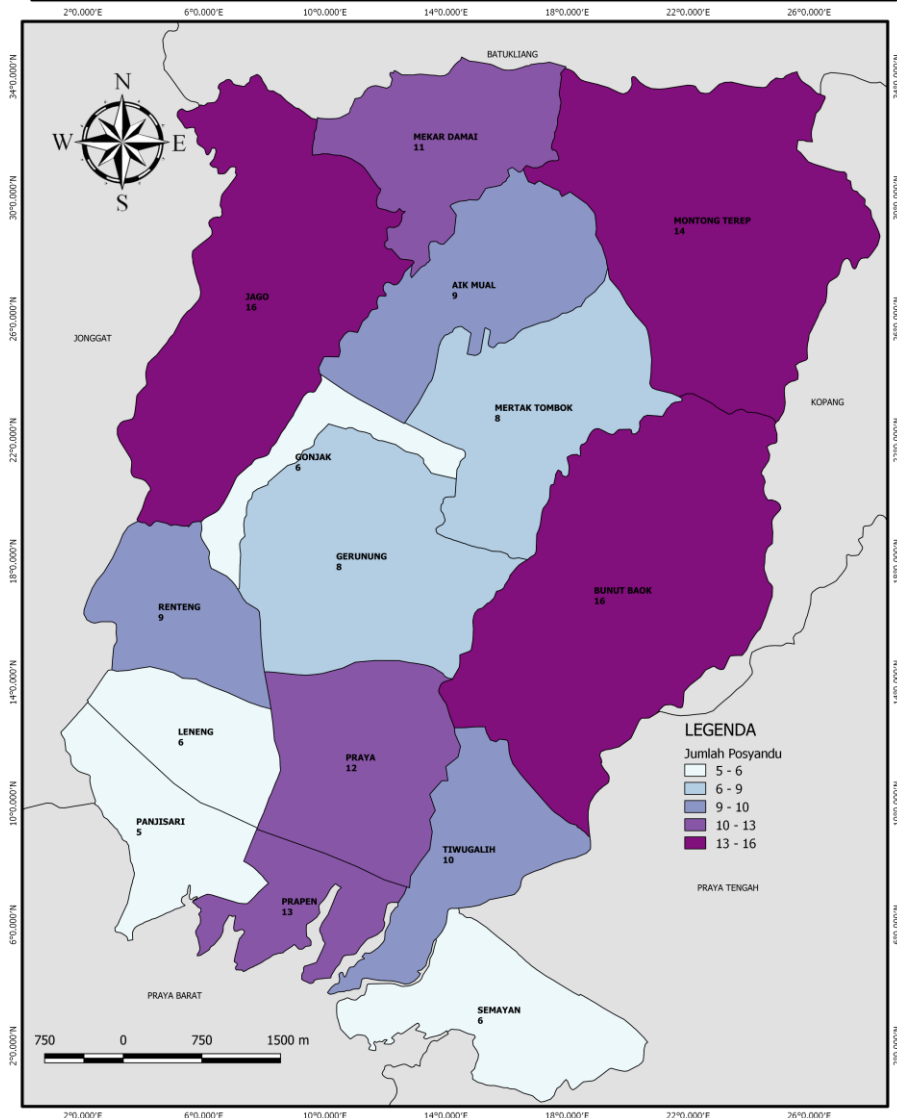 2°0.000'E 6°0.000'E 10°0.000'E 14°0.000'E 18°0.000'E 22°0.000'E 26°0.000'E
34°0.000'N
30°0.000'N
26°0.000'N
22°0.000'N
18°0.000'N
14°0.000'N
10°0.000'N
6°0.000'N
2°0.000'N
N
W E
S
BATUKLIANG
MEKAR DAMAI
11
MONTONG TEREP
14
AIK MUAL
9
JAGO
16
JONGGAT
KOPANG
MERTAK TOMBOK
8
GONJAK
6
GERUNUNG
8
BUNUT BAOK
16
RENTENG
9
LENENG
6
PRAYA
12
PANJISARI
5
TIWUGALIH
10
PRAPEN
13
PRAYA TENGAH
PRAYA BARAT
SEMAYAN
6
LEGENDA
Jumlah Posyandu
5 - 6
6 - 9
9 - 10
10 - 13
13 - 16
750 0 750 1500 m
2°0.000'E 6°0.000'E 10°0.000'E 14°0.000'E 18°0.000'E 22°0.000'E 26°0.000'E